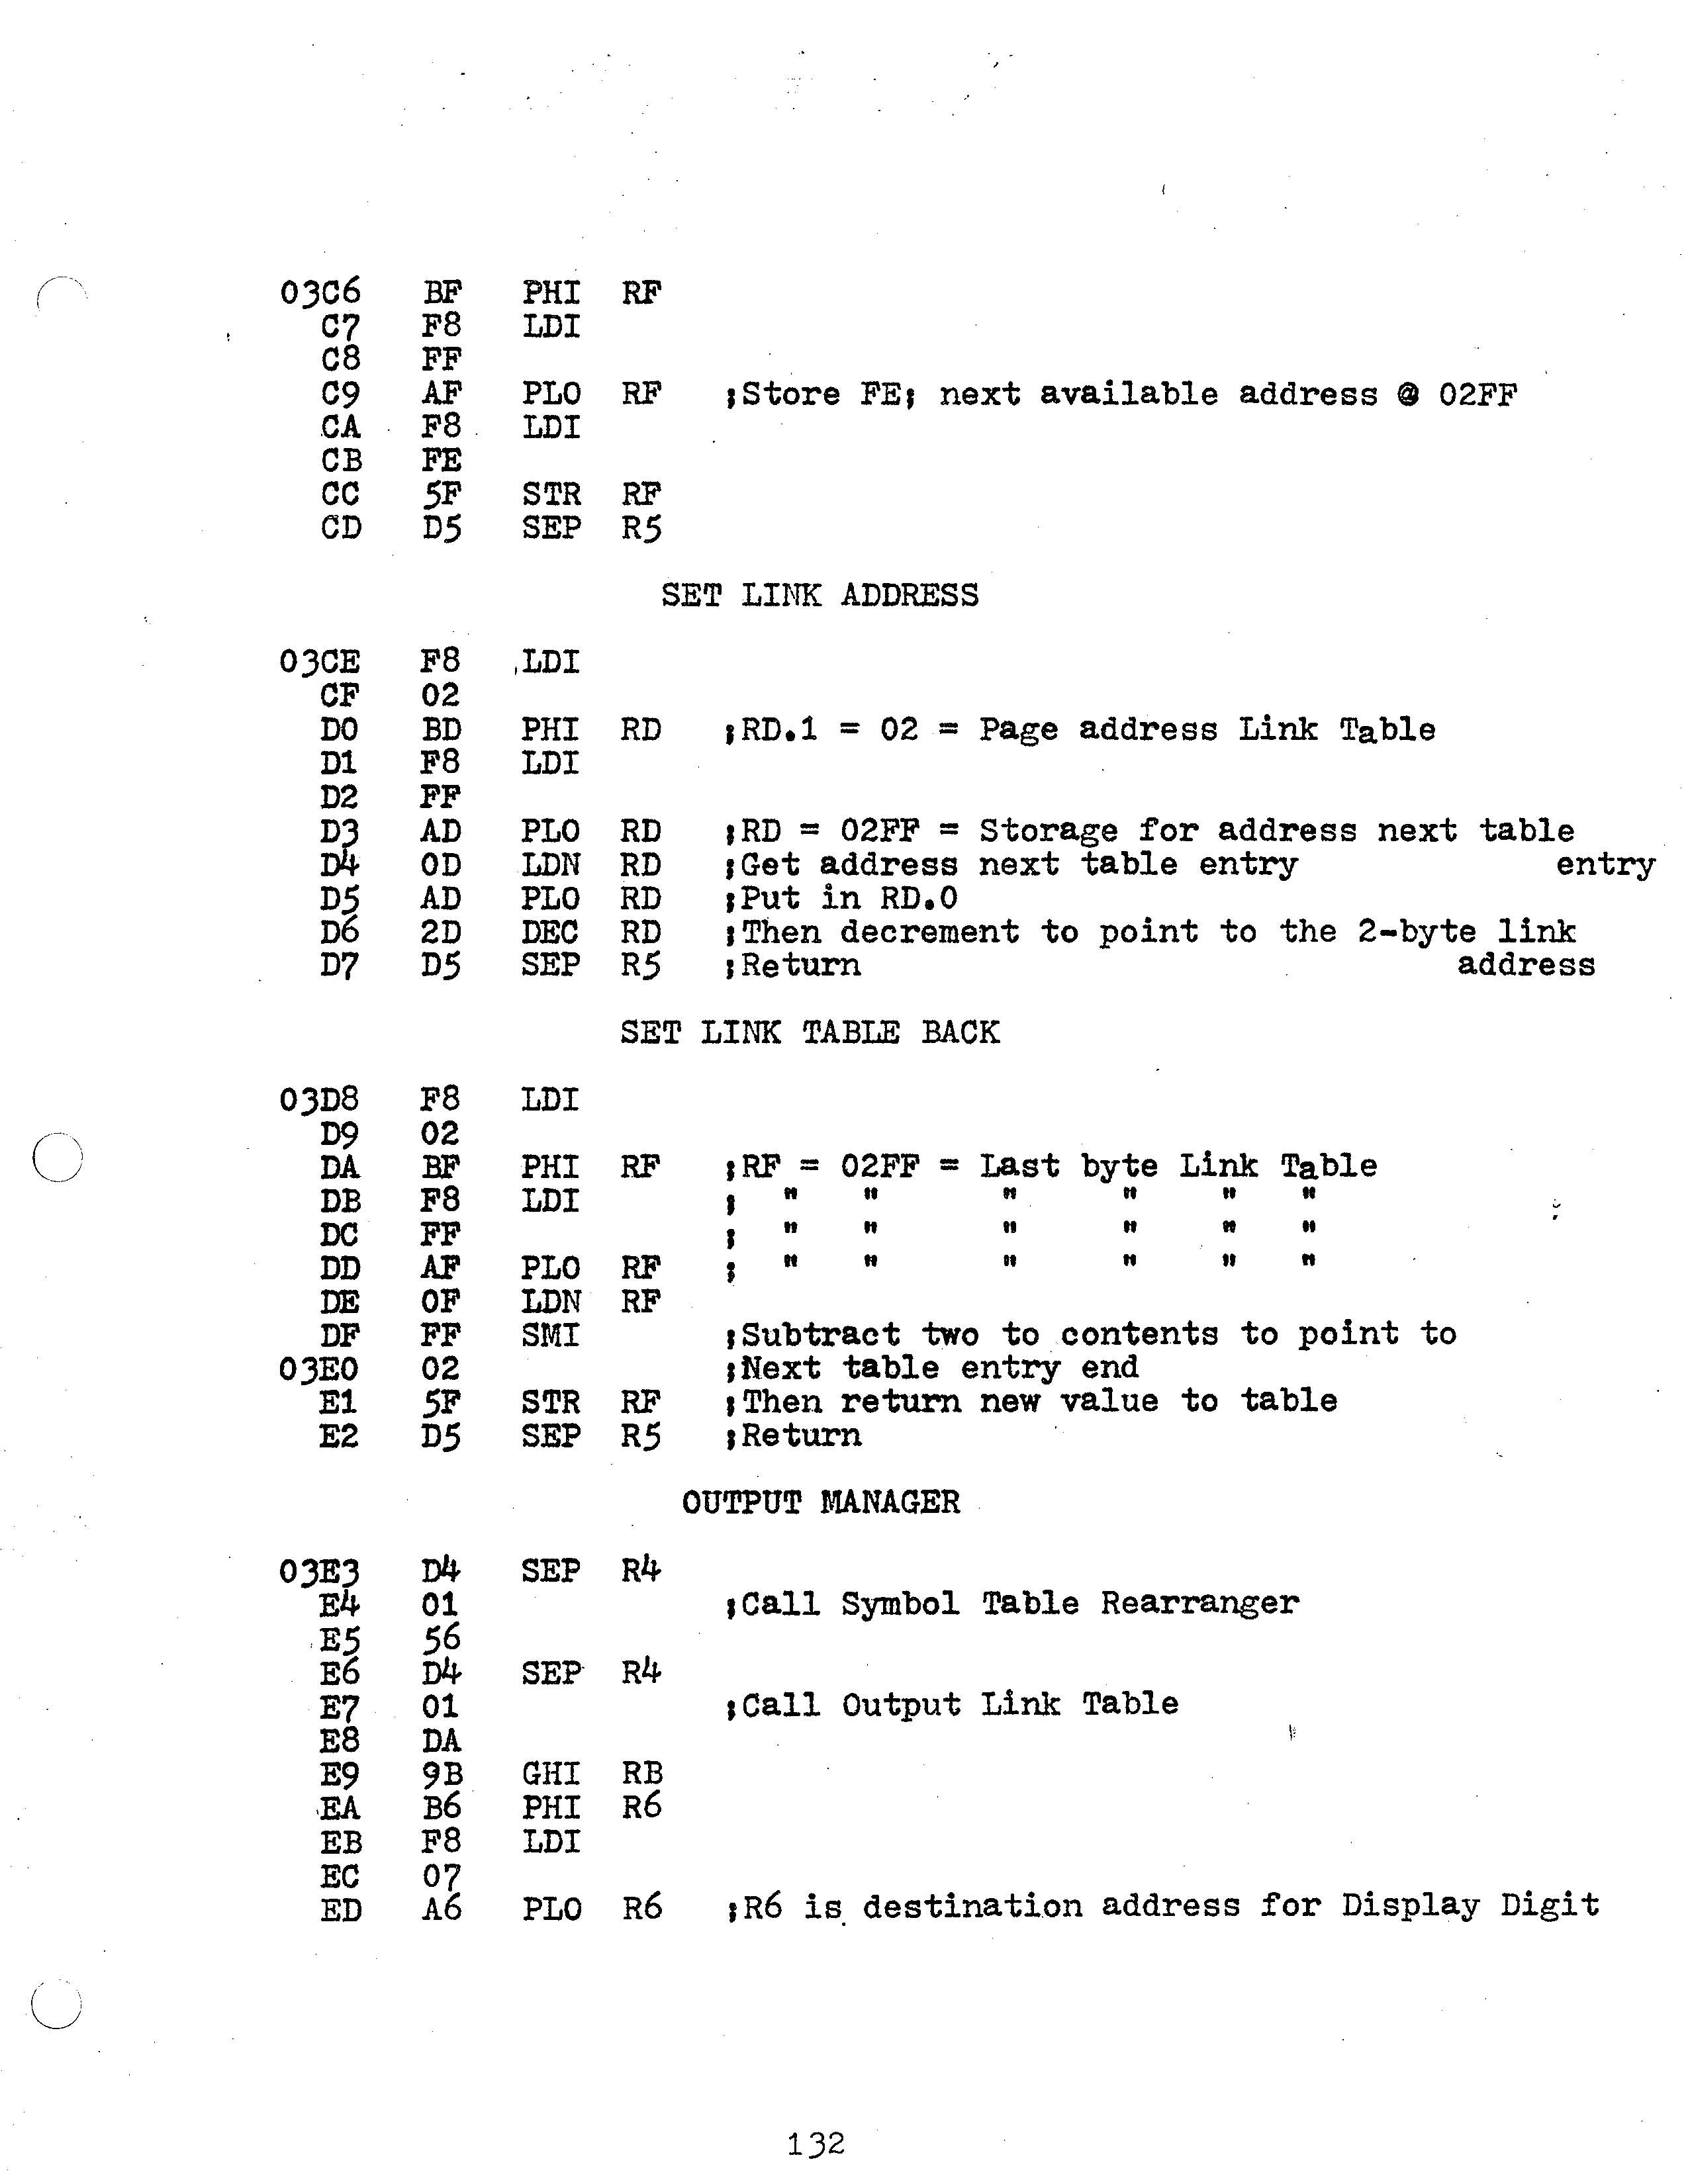 03C6 BF PHI RF
C7 F8 LDI
C8 FF
C9 AF PLO RF ;Store FE; next available address @ 02FF
CA F8 LDI
CB FE
CC 5F STR RF
CD D5 SEP R5
SET LINK ADDRESS
03CE F8 LDI
CF 02
D0 BD PHI RD ;RD.1 = 02 = Page address Link Table
D1 F8 LDI
D2 FF
D3 AD PLO RD ;RD = 02FF = Storage for address next table
D4 0D LDN RD ;Get address next table entry entry
D5 AD PLO RD ;Put in RD.0
D6 2D DEC RD ;Then decrement to point to the 2-byte link
D7 D5 SEP R5 ;Return address
SET LINK TABLE BACK
03D8 F8 LDI
D9 02
DA BF PHI RF ;RF = 02FF = Last byte Link Table
DB F8 LDI ; " " " " " "
DC FF ; " " " " " "
DD AF PLO RF ; " " " " " "
DE 0F LDN RF
DF FF SMI ;Subtract two to contents to point to
03E0 02 ;Next table entry end
E1 5F STR RF ;Then return new value to table
E2 D5 SEP R5 ;Return
OUTPUT MANAGER
03E3 D4 SEP R4
E4 01 ;Call Symbol Table Rearranger
E5 56
E6 D4 SEP R4
E7 01 ;Call Output Link Table
E8 DA
E9 9B GHI RB
EA B6 PHI R6
EB F8 LDI
EC 07
ED A6 PLO R6 ;R6 is destination address for Display Digit
132